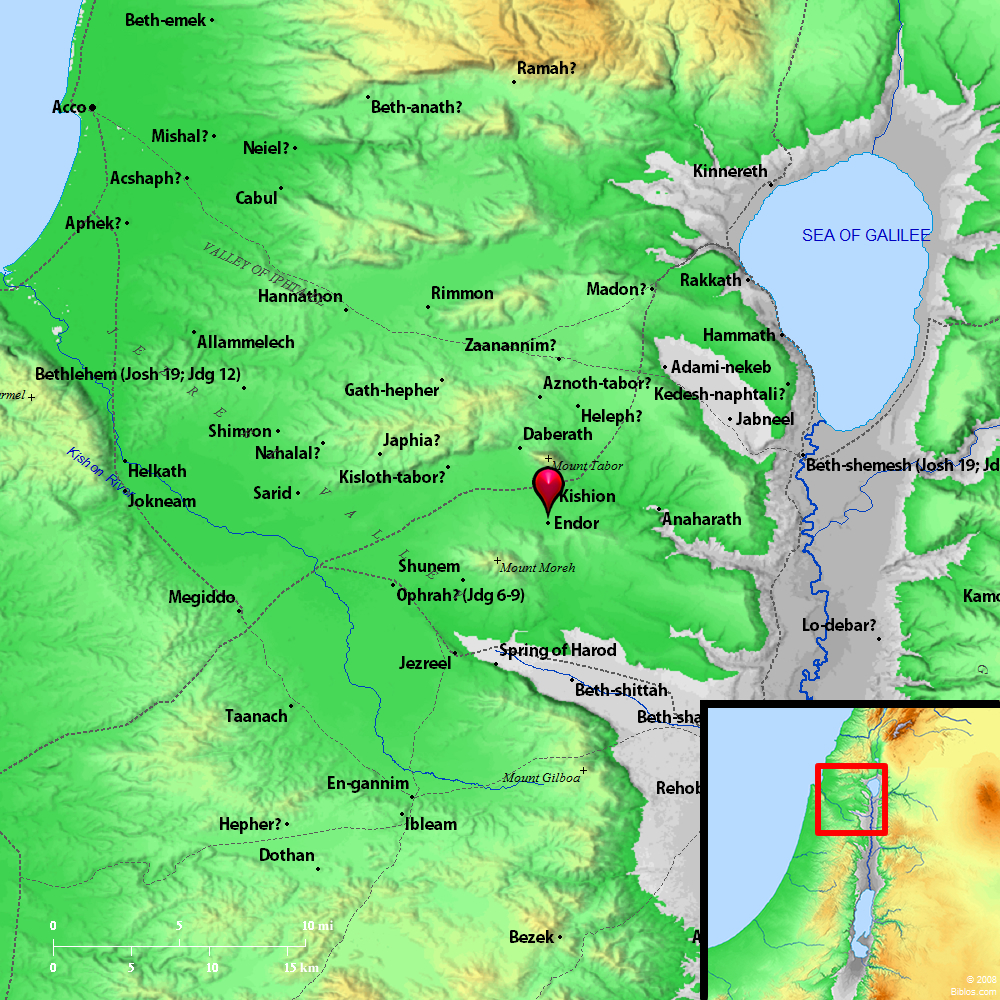 Beth-emek
Ramah?
Acco
Beth-anath?
Mishal?
Neiel?
Kinnereth
Acshaph?
Cabul
Aphek?
SEA OF GALILEE
VALLEY OF
Hannathon
Rimmon
Madon?
Rakkath
Allammelech
Zaanannim?
Hammath
Adami-nekeb
Bethlehem (Josh 19; Jdg 12)
Gath-hepher
Aznoth-tabor?
Kedesh-naphtali?
rmel
Heleph?
Jabneel
Shimron
Daberath
Nahalal?
Japhia?
Kishon River
Helkath
Kisloth-tabor?
Mount Tabor
Beth-shemesh (Josh 19; Jd
Sarid
Kishion
Jokneam
Anaharath
Endor
JEZREEL VALLEY
Shunem
Mount Moreh
Ophrah? (Jdg 6-9)
Megiddo
Kamo
Lo-debar?
Jezreel
Spring of Harod
G
Beth-shittah
Taanach
Beth-sha
Mount Gilboa
En-gannim
Rehob
Hepher?
Ibleam
Dothan
0 5 10 mi
Bezek
A
0 5 10 15 km
© 2008
Biblos.com